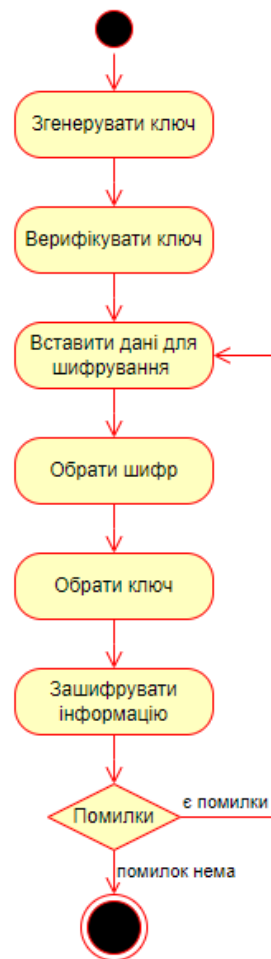 Згенерувати ключ
Верифікувати ключ
Вставити дані для
шифрування
Обрати шифр
Обрати ключ
Зашифрувати
інформацію
Помилки
є помилки
помилок нема